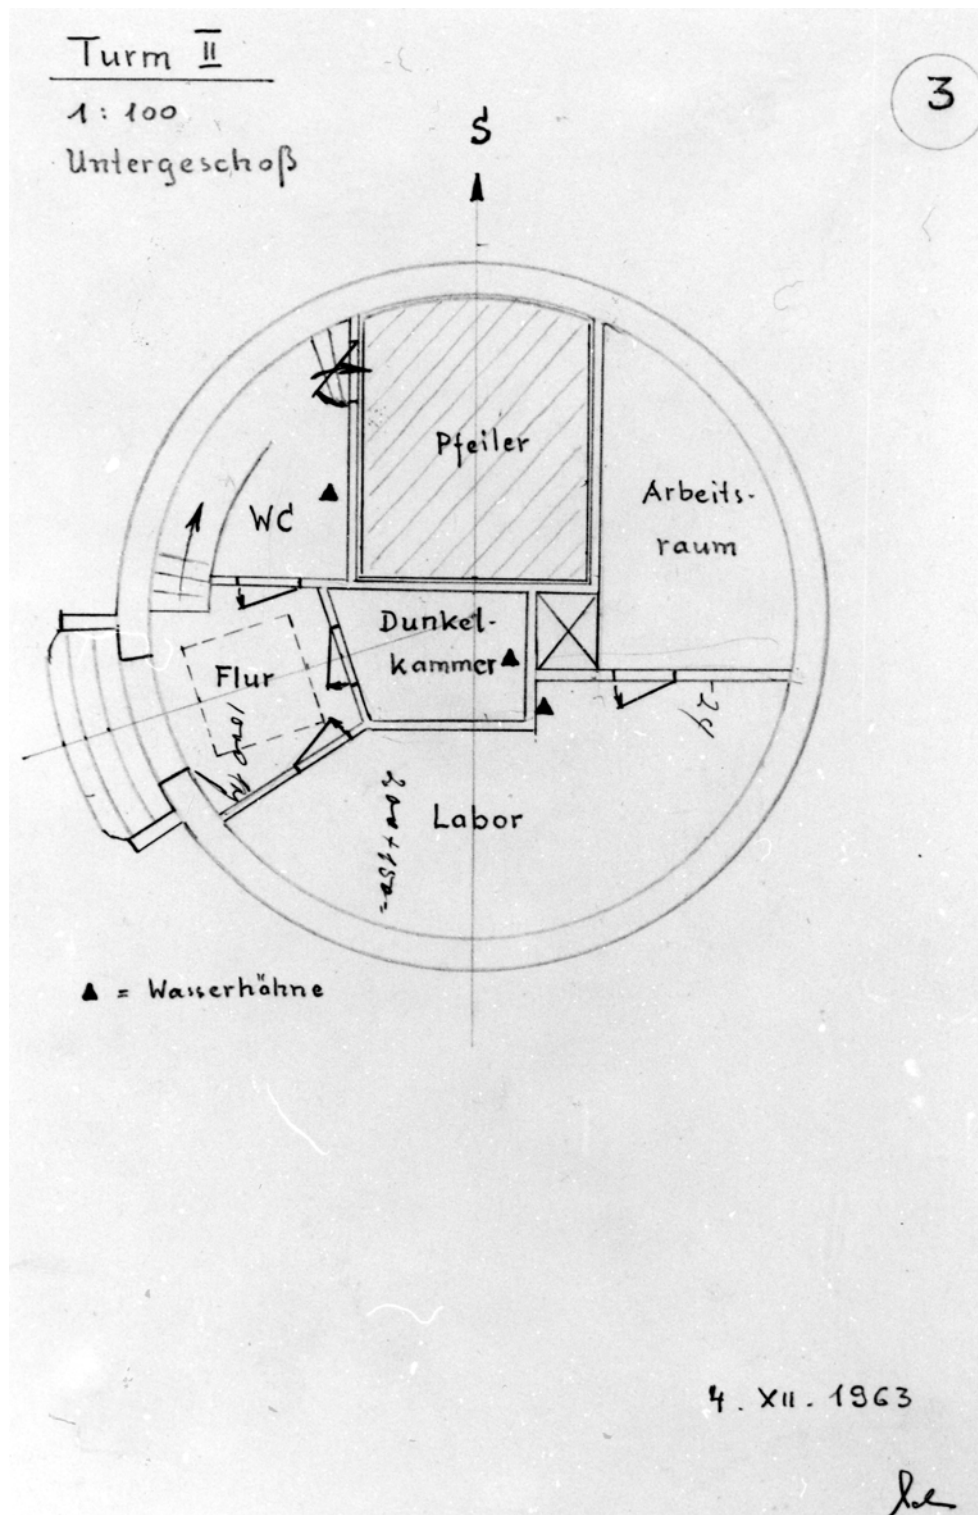 Turm II
1:100
Untergeschoß
3
S
Pfeiler
Arbeits-
raum
WC
Dunkel-
kammer
Flur
Labor
▲ = Wasserhähne
4. XII. 1963